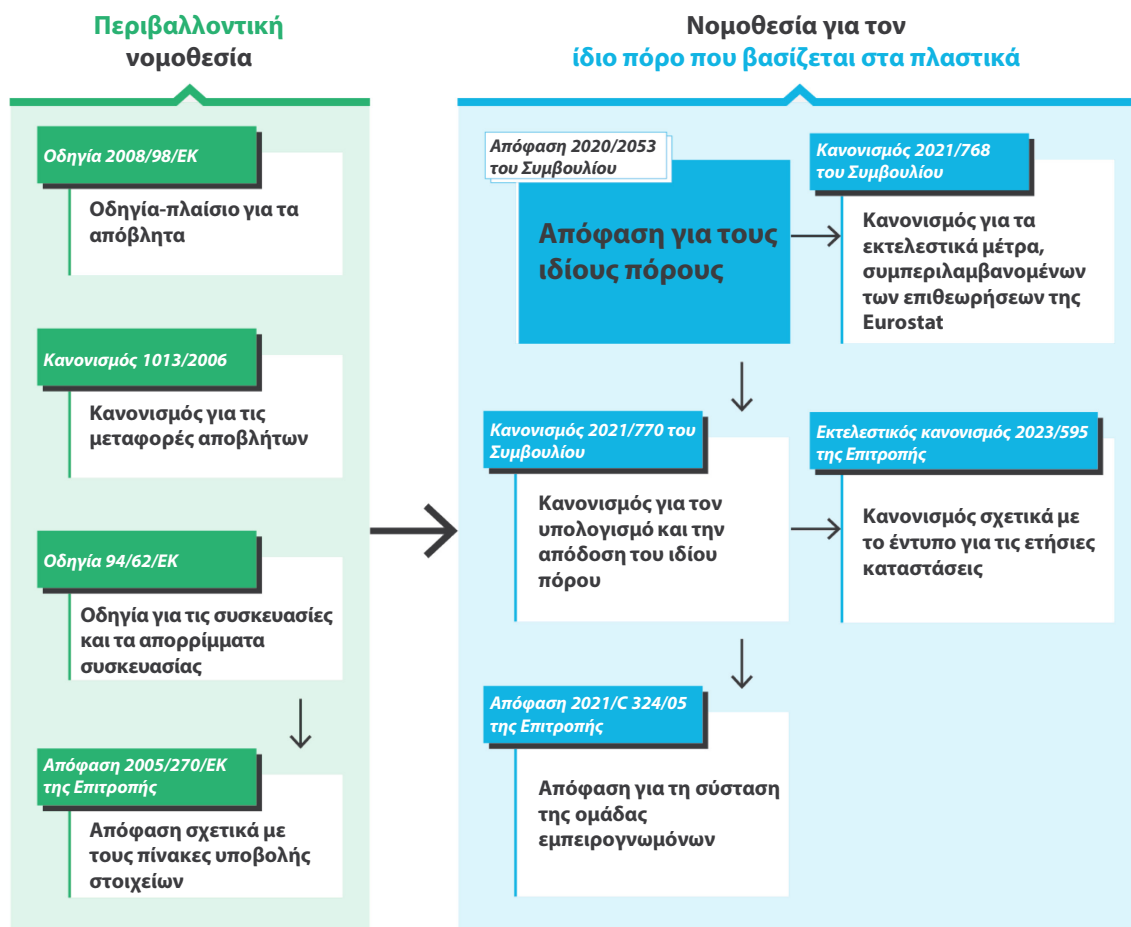 Περιβαλλοντική
νομοθεσία
Οδηγία 2008/98/ΕΚ
Οδηγία-πλαίσιο για τα
απόβλητα
Κανονισμός 1013/2006
Κανονισμός για τις
μεταφορές αποβλήτων
Οδηγία 94/62/ΕΚ
Οδηγία για τις συσκευασίες
και τα απορρίμματα
συσκευασίας
Απόφαση 2005/270/ΕΚ
της Επιτροπής
Απόφαση σχετικά με
τους πίνακες υποβολής
στοιχείων
Νομοθεσία για τον
ίδιο πόρο που βασίζεται στα πλαστικά
Απόφαση 2020/2053
του Συμβουλίου
Απόφαση για τους
ιδίους πόρους
Κανονισμός 2021/768
του Συμβουλίου
Κανονισμός για τα
εκτελεστικά μέτρα,
συμπεριλαμβανομένων
των επιθεωρήσεων της
Eurostat
Κανονισμός 2021/770 του
Συμβουλίου
Κανονισμός για τον
υπολογισμό και την
απόδοση του ιδίου
πόρου
Εκτελεστικός κανονισμός 2023/595
της Επιτροπής
Κανονισμός σχετικά με
το έντυπο για τις ετήσιες
καταστάσεις
Απόφαση 2021/C 324/05
της Επιτροπής
Απόφαση για τη σύσταση
της ομάδας
εμπειρογνωμόνων